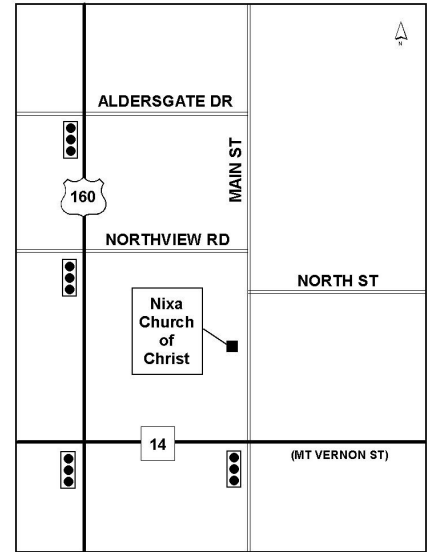 N
ALDERSGATE DR
MAIN ST
160
NORTHVIEW RD
NORTH ST
Nixa
Church
of
Christ
14
(MT VERNON ST)